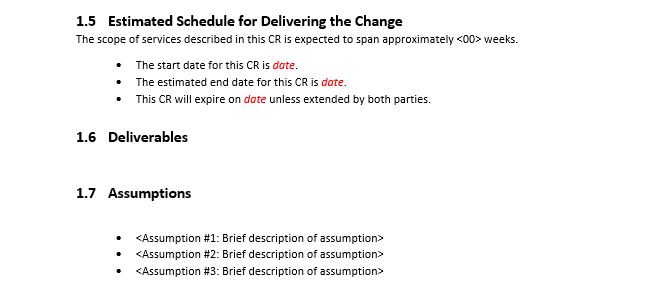 1.5 Estimated Schedule for Delivering the Change
The scope of services described in this CR is expected to span approximately <00> weeks.
• The start date for this CR is date.
• The estimated end date for this CR is date.
• This CR will expire on date unless extended by both parties.
1.6 Deliverables
1.7 Assumptions
• <Assumption #1: Brief description of assumption>
• <Assumption #2: Brief description of assumption>
• <Assumption #3: Brief description of assumption>